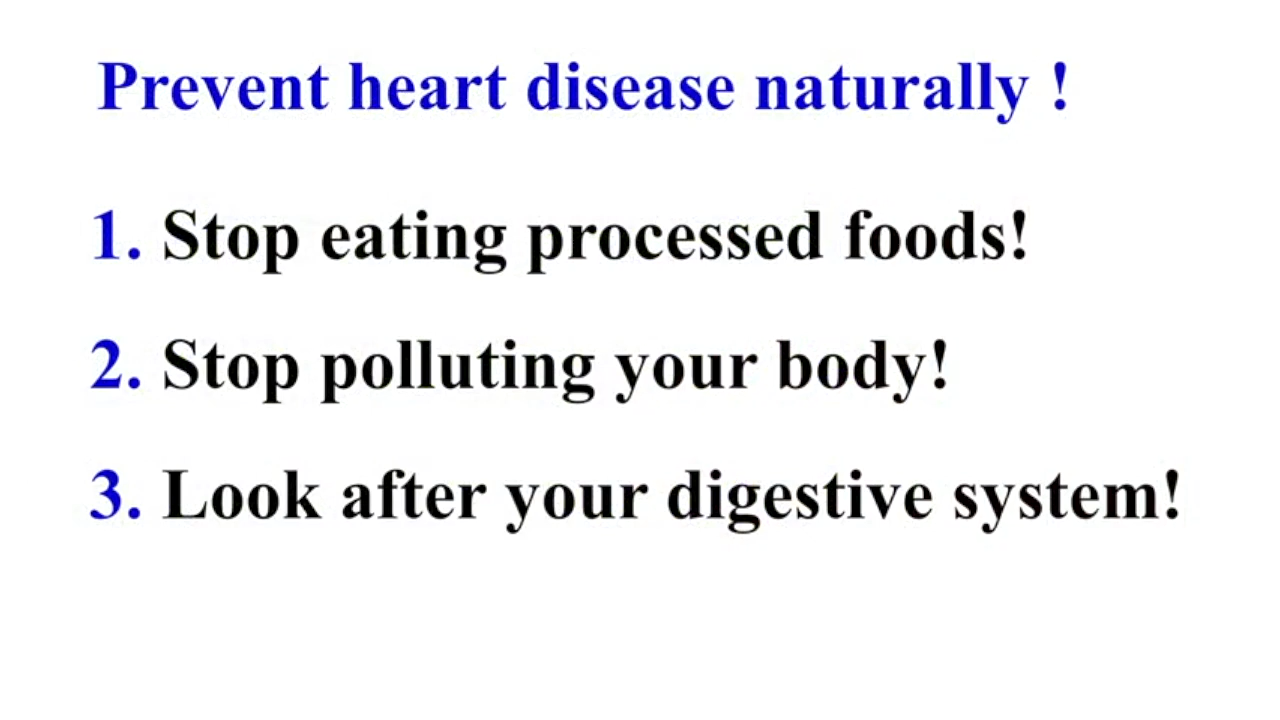 Prevent heart disease naturally !
1. Stop eating processed foods!
2. Stop polluting your body!
3. Look after your digestive system!